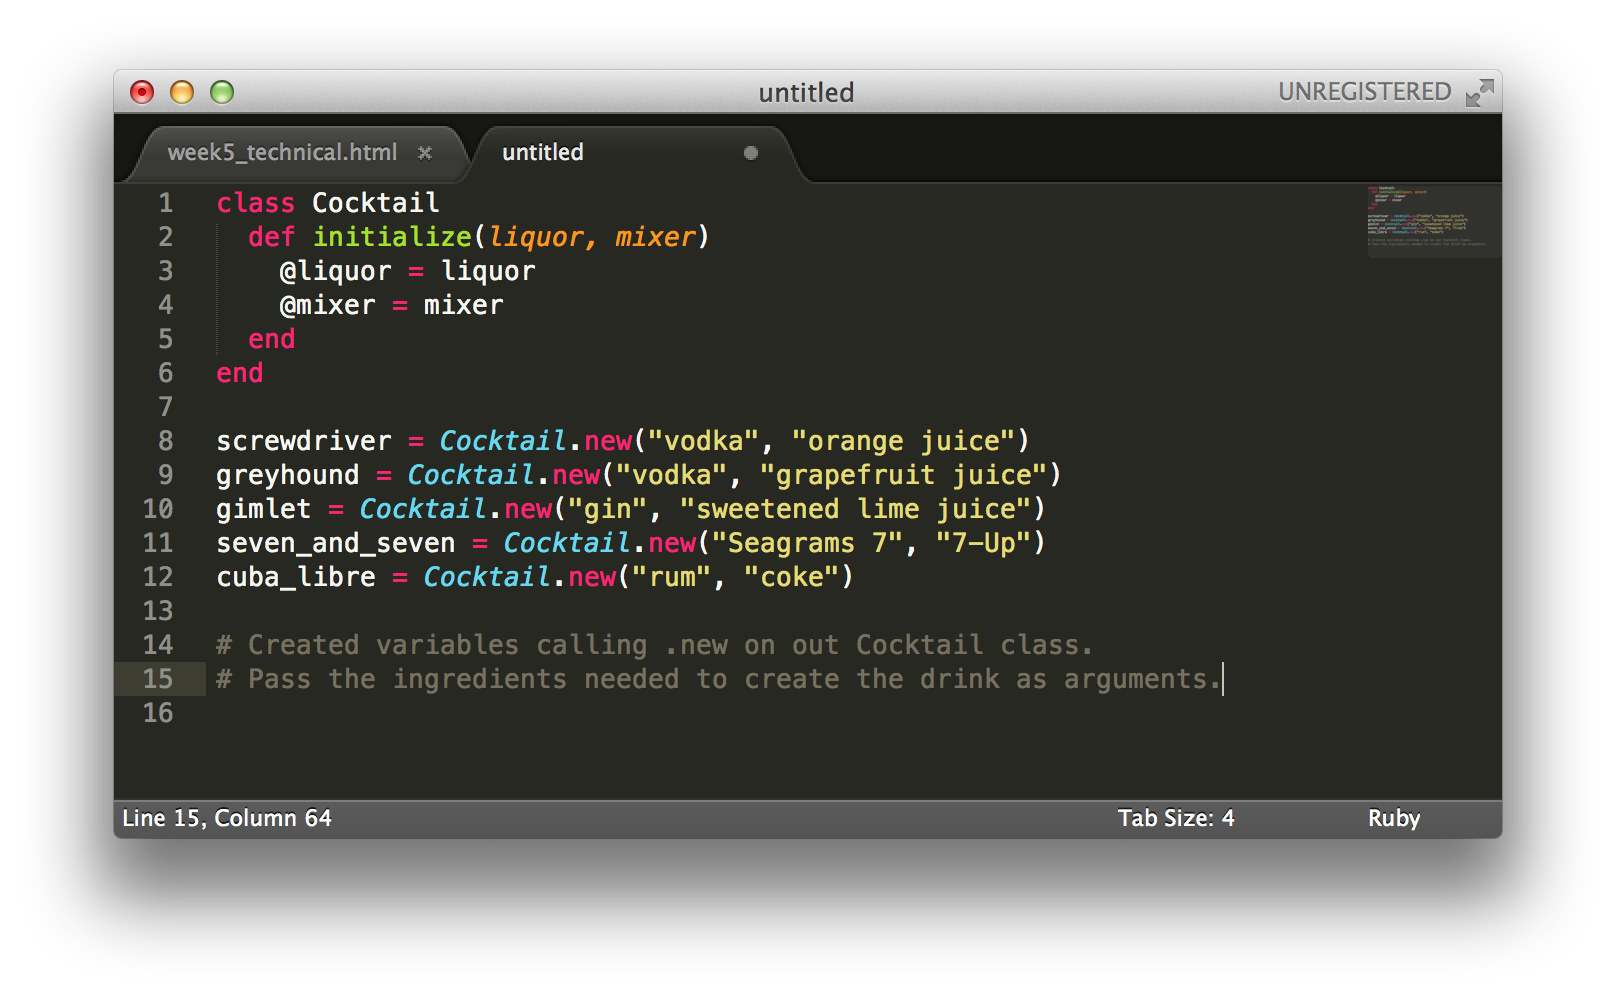 untitled UNREGISTERED
week5_technical.html × untitled
1 class Cocktail
2   def initialize(liquor, mixer)
3     @liquor = liquor
4     @mixer = mixer
5   end
6 end
7
8 screwdriver = Cocktail.new("vodka", "orange juice")
9 greyhound = Cocktail.new("vodka", "grapefruit juice")
10 gimlet = Cocktail.new("gin", "sweetened lime juice")
11 seven_and_seven = Cocktail.new("Seagrams 7", "7-Up")
12 cuba_libre = Cocktail.new("rum", "coke")
13
14 # Created variables calling .new on out Cocktail class.
15 # Pass the ingredients needed to create the drink as arguments.
16
Line 15, Column 64 Tab Size: 4 Ruby